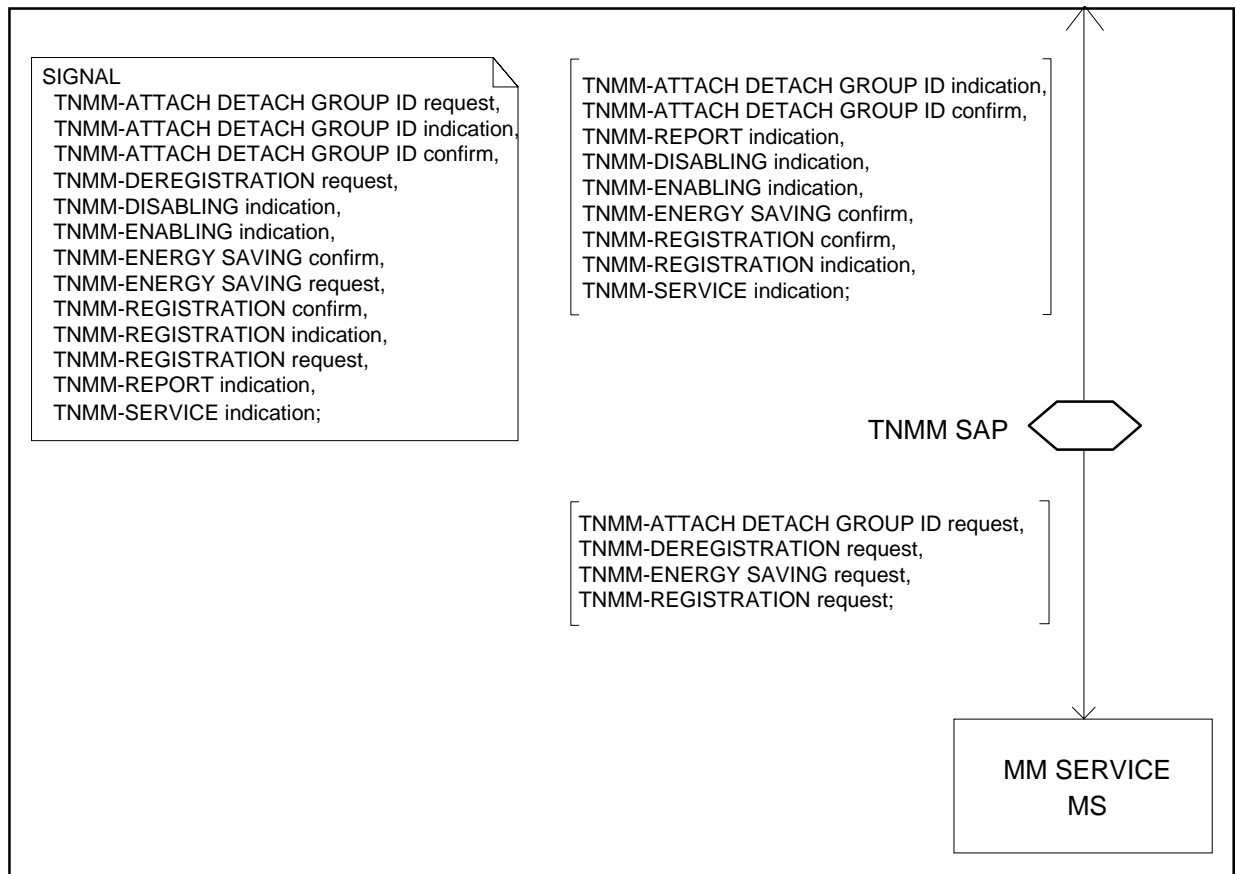 SIGNAL
TNMM-ATTACH DETACH GROUP ID request,
TNMM-ATTACH DETACH GROUP ID indication,
TNMM-ATTACH DETACH GROUP ID confirm,
TNMM-DEREGISTRATION request,
TNMM-DISABLING indication,
TNMM-ENABLING indication,
TNMM-ENERGY SAVING confirm,
TNMM-ENERGY SAVING request,
TNMM-REGISTRATION confirm,
TNMM-REGISTRATION indication,
TNMM-REGISTRATION request,
TNMM-REPORT indication,
TNMM-SERVICE indication;
TNMM-ATTACH DETACH GROUP ID indication,
TNMM-ATTACH DETACH GROUP ID confirm,
TNMM-REPORT indication,
TNMM-DISABLING indication,
TNMM-ENABLING indication,
TNMM-ENERGY SAVING confirm,
TNMM-REGISTRATION confirm,
TNMM-REGISTRATION indication,
TNMM-SERVICE indication;
TNMM SAP
TNMM-ATTACH DETACH GROUP ID request,
TNMM-DEREGISTRATION request,
TNMM-ENERGY SAVING request,
TNMM-REGISTRATION request;
MM SERVICE
MS